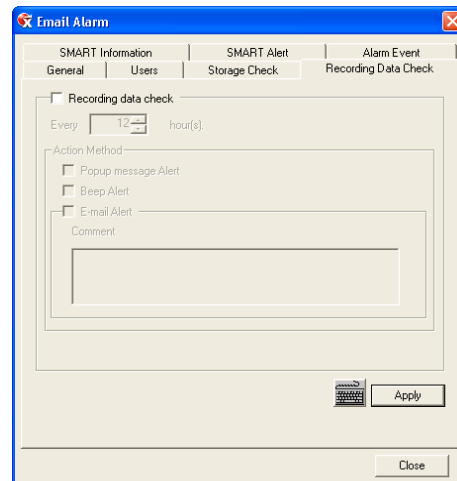 Email Alarm
SMART Information SMART Alert Alarm Event
General Users Storage Check Recording Data Check
Recording data check
Every 12 hour(s).
Action Method
Popup message Alert
Beep Alert
E-mail Alert
Comment
Apply
Close